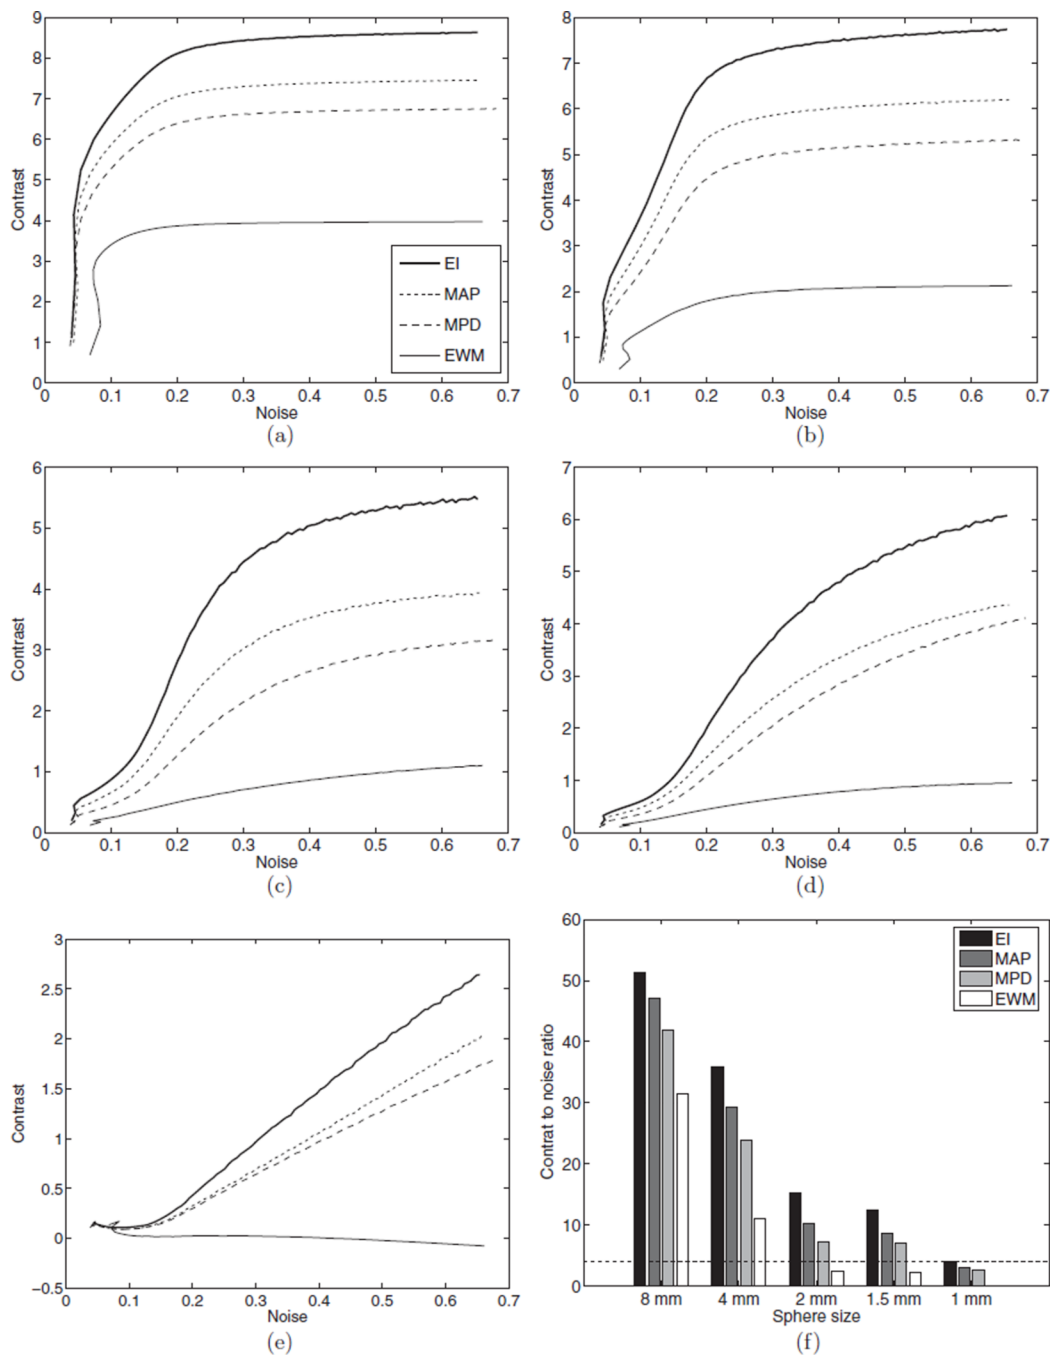 9
8
7
6
5
4
3
2
1
0
Contrast
EI
MAP
MPD
EWM
0 0.1 0.2 0.3 0.4 0.5 0.6 0.7
Noise
(a)
8
7
6
5
4
3
2
1
0
Contrast
0 0.1 0.2 0.3 0.4 0.5 0.6 0.7
Noise
(b)
6
5
4
3
2
1
0
Contrast
0 0.1 0.2 0.3 0.4 0.5 0.6 0.7
Noise
(c)
7
6
5
4
3
2
1
0
Contrast
0 0.1 0.2 0.3 0.4 0.5 0.6 0.7
Noise
(d)
3
2.5
2
1.5
1
0.5
0
−0.5
Contrast
0 0.1 0.2 0.3 0.4 0.5 0.6 0.7
Noise
(e)
60
50
40
30
20
10
0
Contrat to noise ratio
EI
MAP
MPD
EWM
8 mm 4 mm 2 mm 1.5 mm 1 mm
Sphere size
(f)